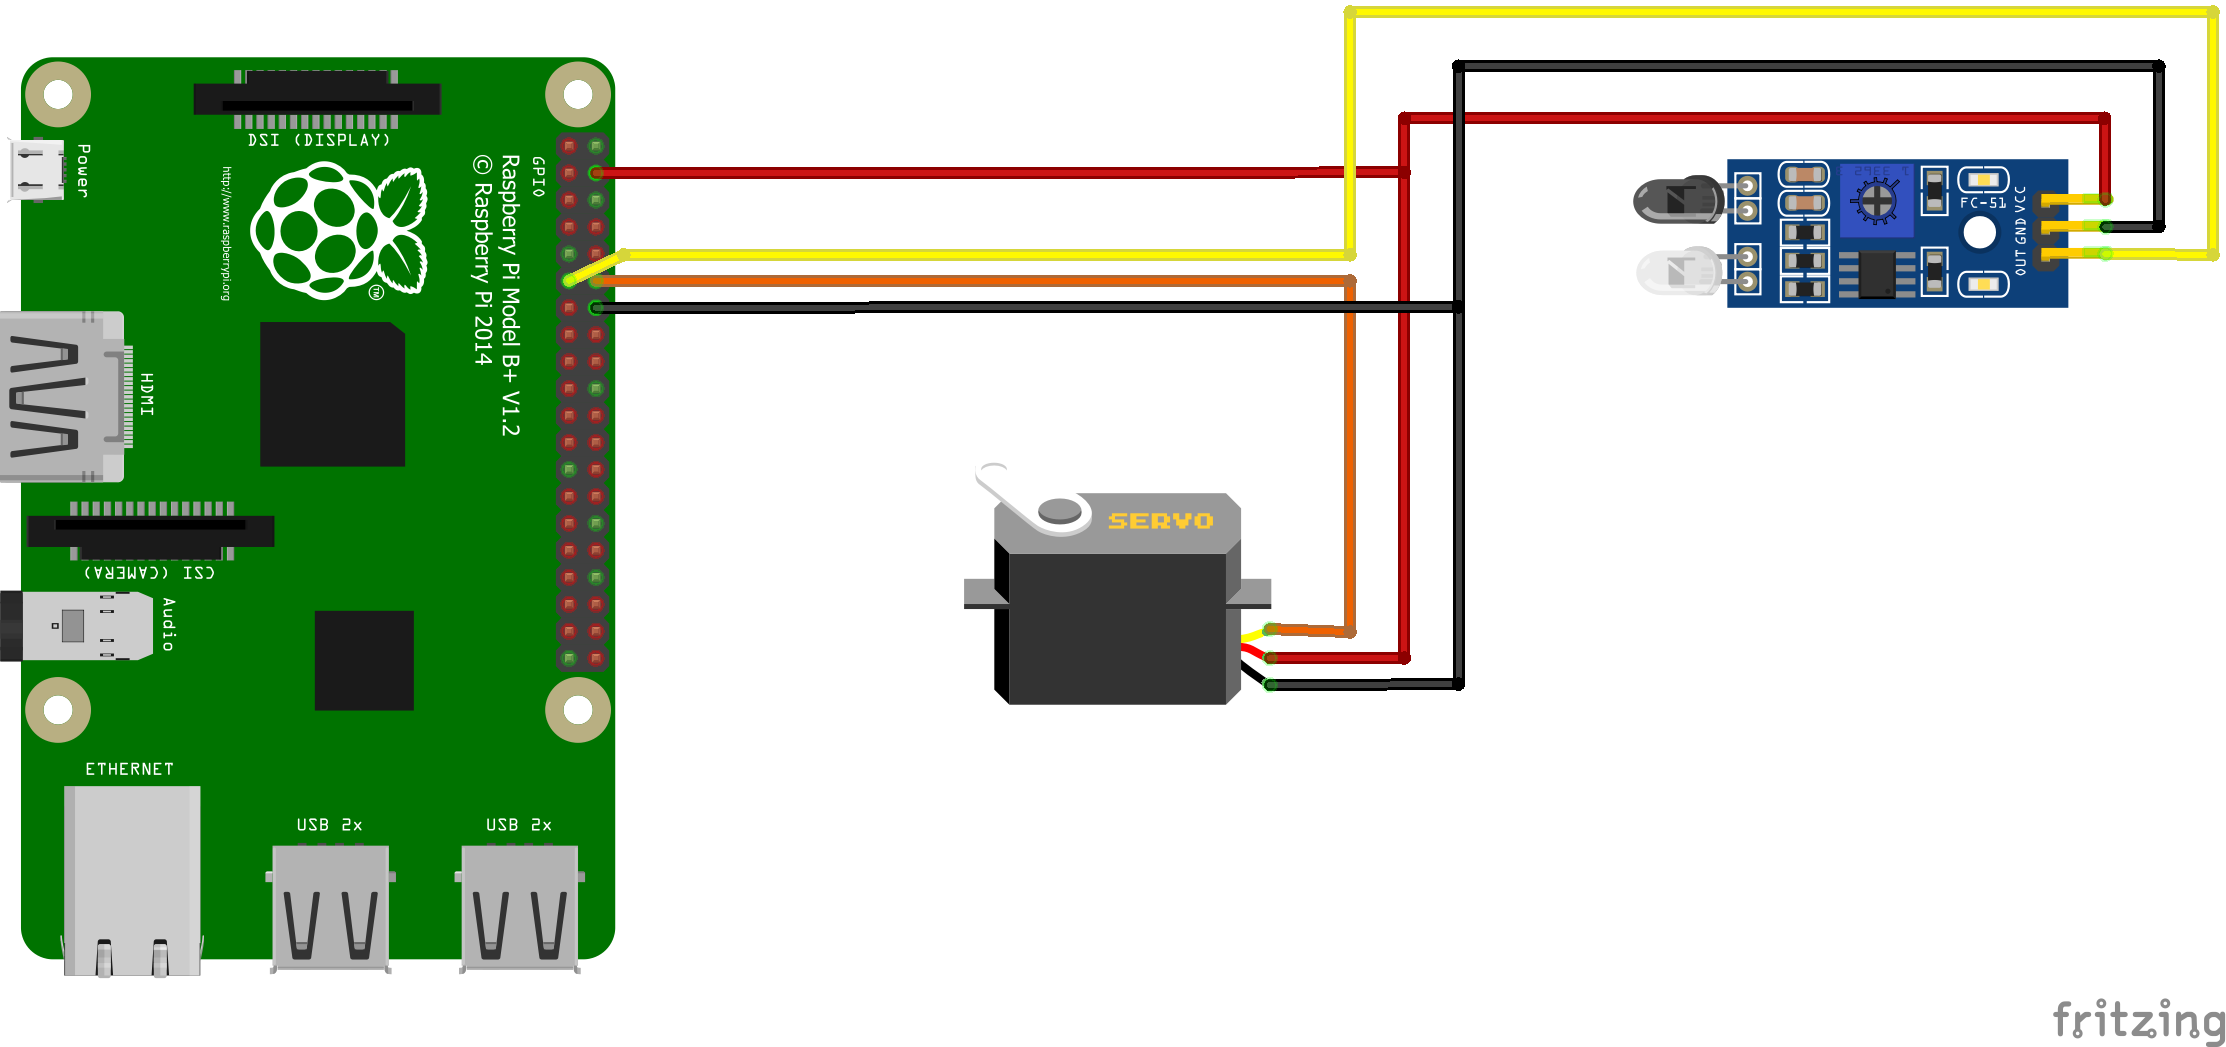 DSI (DISPLAY)
Power
http://www.raspberrypi.org
GPIO
Raspberry Pi Model B+ V1.2
© Raspberry Pi 2014
TM
HDMI
CSI (CAMERA)
Audio
ETHERNET
USB 2x
USB 2x
SERVO
FC-51
VCC
GND
OUT
fritzing